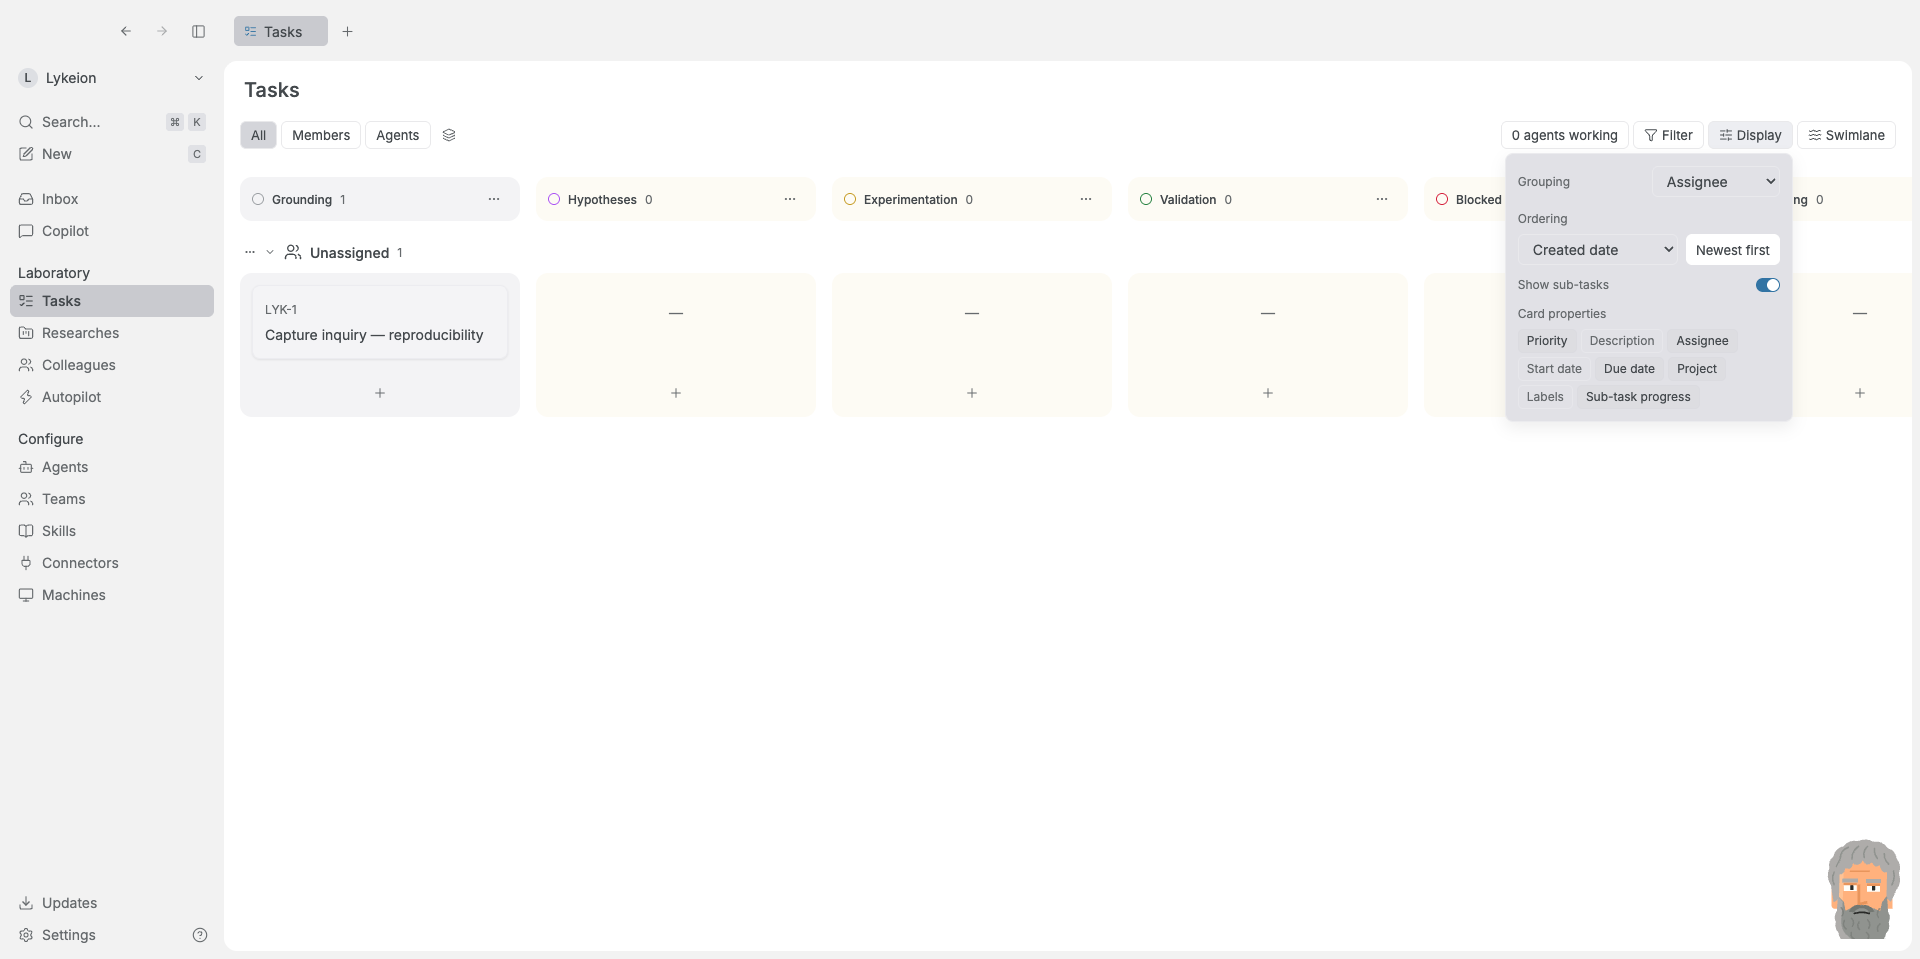 Tasks
L Lykeion
Search... ⌘ K
New C
Inbox
Copilot
Laboratory
Tasks
Researches
Colleagues
Autopilot
Configure
Agents
Teams
Skills
Connectors
Machines
Updates
Settings
Tasks
All Members Agents
0 agents working Filter Display Swimlane
Grounding 1 ... Hypotheses 0 ... Experimentation 0 ... Validation 0 ... Blocked ng 0
... Unassigned 1
LYK-1
Capture inquiry — reproducibility
— — — —
+ + + + +
Grouping Assignee
Ordering
Created date Newest first
Show sub-tasks
Card properties
Priority Description Assignee
Start date Due date Project
Labels Sub-task progress